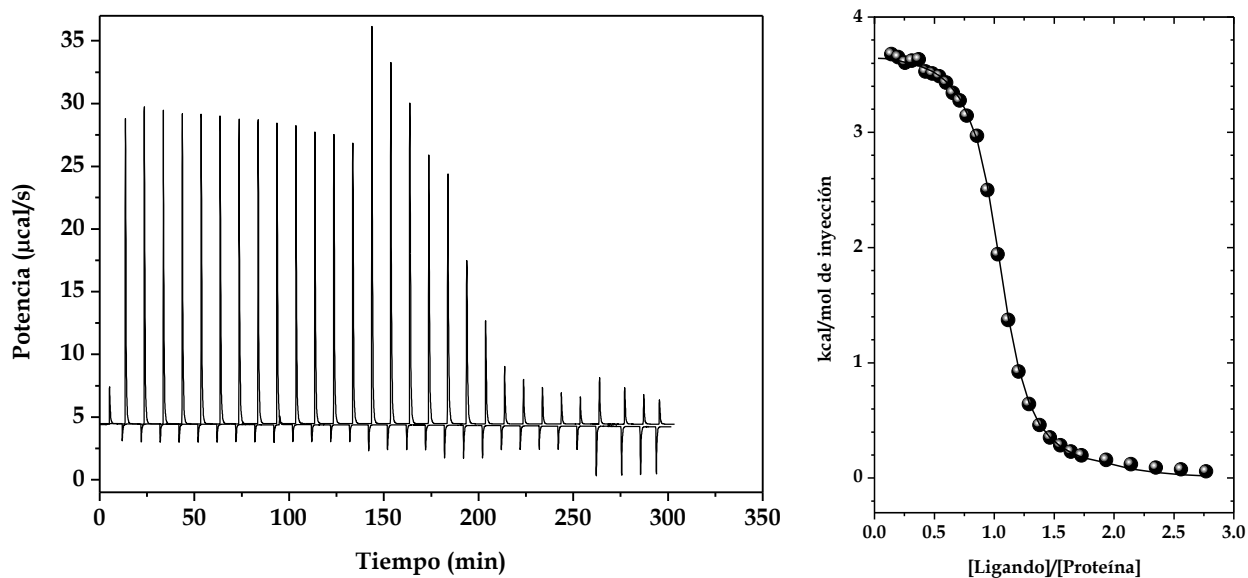 Potencia (µcal/s)
35
30
25
20
15
10
5
0
0 50 100 150 200 250 300 350
Tiempo (min)
kcal/mol de inyección
4
3
2
1
0
0.0 0.5 1.0 1.5 2.0 2.5 3.0
[Ligando]/[Proteína]